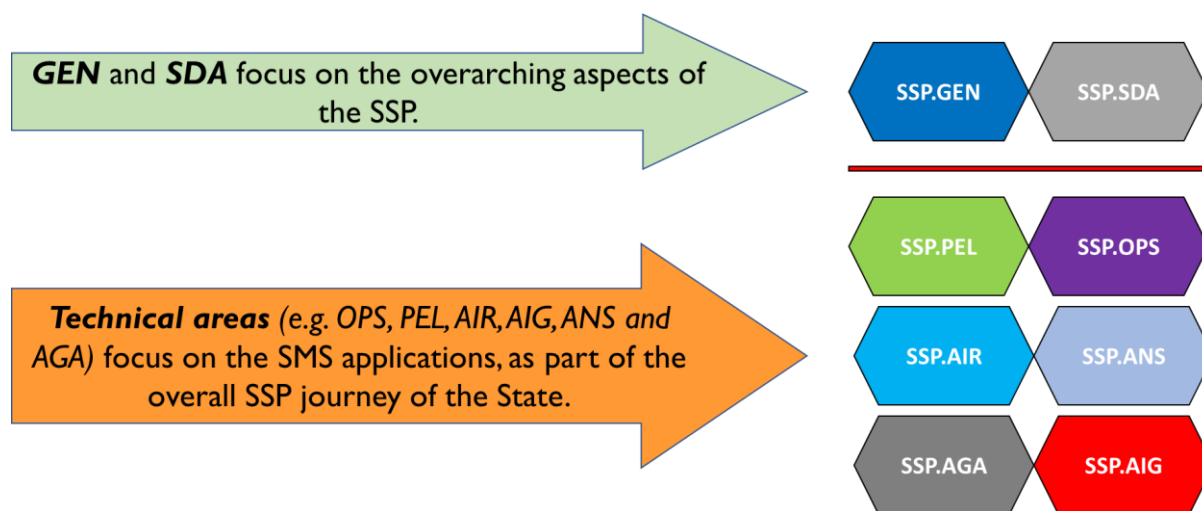 GEN and SDA focus on the overarching aspects of
the SSP.
SSP.GEN
SSP.SDA
Technical areas (e.g. OPS, PEL, AIR, AIG, ANS and
AGA) focus on the SMS applications, as part of the
overall SSP journey of the State.
SSP.PEL
SSP.OPS
SSP.AIR
SSP.ANS
SSP.AGA
SSP.AIG